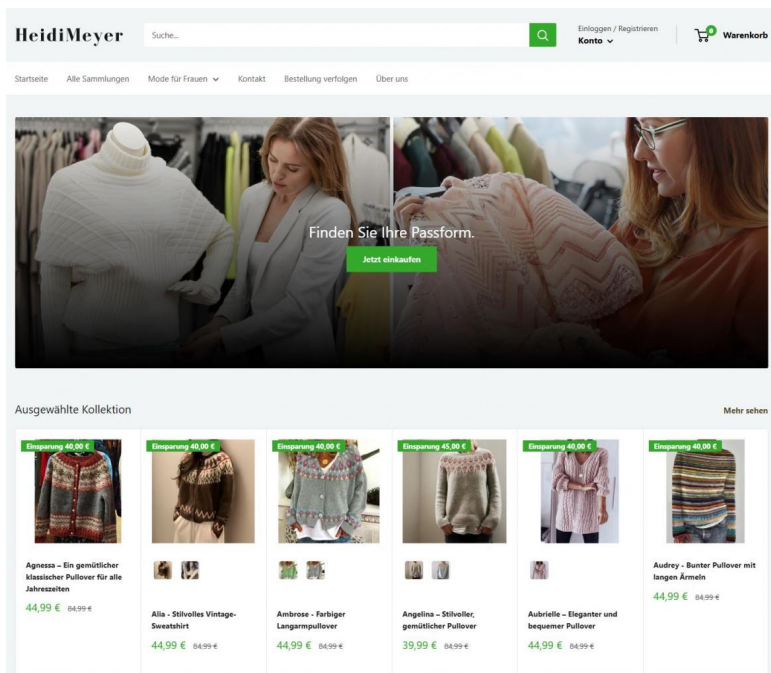 HeidiMeyer
Suche...
Einloggen / Registrieren
Konto
0
Warenkorb
Startseite
Alle Sammlungen
Mode für Frauen
Kontakt
Bestellung verfolgen
Über uns
Finden Sie Ihre Passform.
Jetzt einkaufen
Ausgewählte Kollektion
Mehr sehen
Einsparung 40,00 €
Agnessa – Ein gemütlicher
klassischer Pullover für alle
Jahreszeiten
44,99 € 84,99 €
Einsparung 40,00 €
Alia - Stilvolles Vintage-
Sweatshirt
44,99 € 84,99 €
Einsparung 40,00 €
Ambrose - Farbiger
Langarmpullover
44,99 € 84,99 €
Einsparung 45,00 €
Angelina – Stilvoller,
gemütlicher Pullover
39,99 € 84,99 €
Einsparung 40,00 €
Aubrielle – Eleganter und
bequemer Pullover
44,99 € 84,99 €
Einsparung 40,00 €
Audrey - Bunter Pullover mit
langen Ärmeln
44,99 € 84,99 €